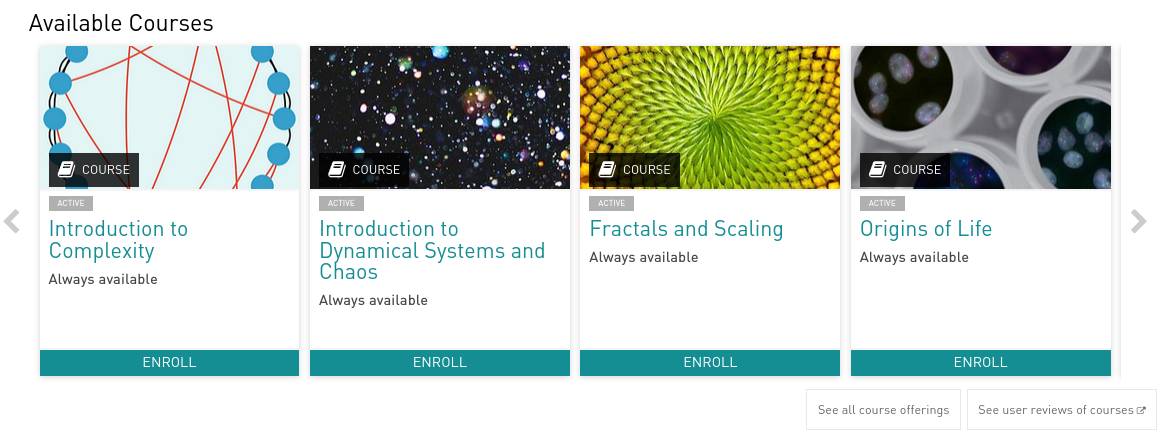 Available Courses
COURSE
ACTIVE
Introduction to
Complexity
Always available
ENROLL
COURSE
ACTIVE
Introduction to
Dynamical Systems and
Chaos
Always available
ENROLL
COURSE
ACTIVE
Fractals and Scaling
Always available
ENROLL
COURSE
ACTIVE
Origins of Life
Always available
ENROLL
See all course offerings
See user reviews of courses